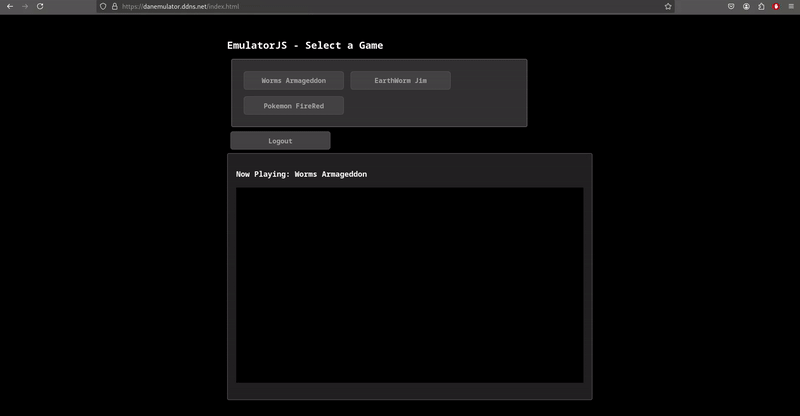 https://danemulator.ddns.net/index.html
EmulatorJS - Select a Game
Worms Armageddon
EarthWorm Jim
Pokemon FireRed
Logout
Now Playing: Worms Armageddon